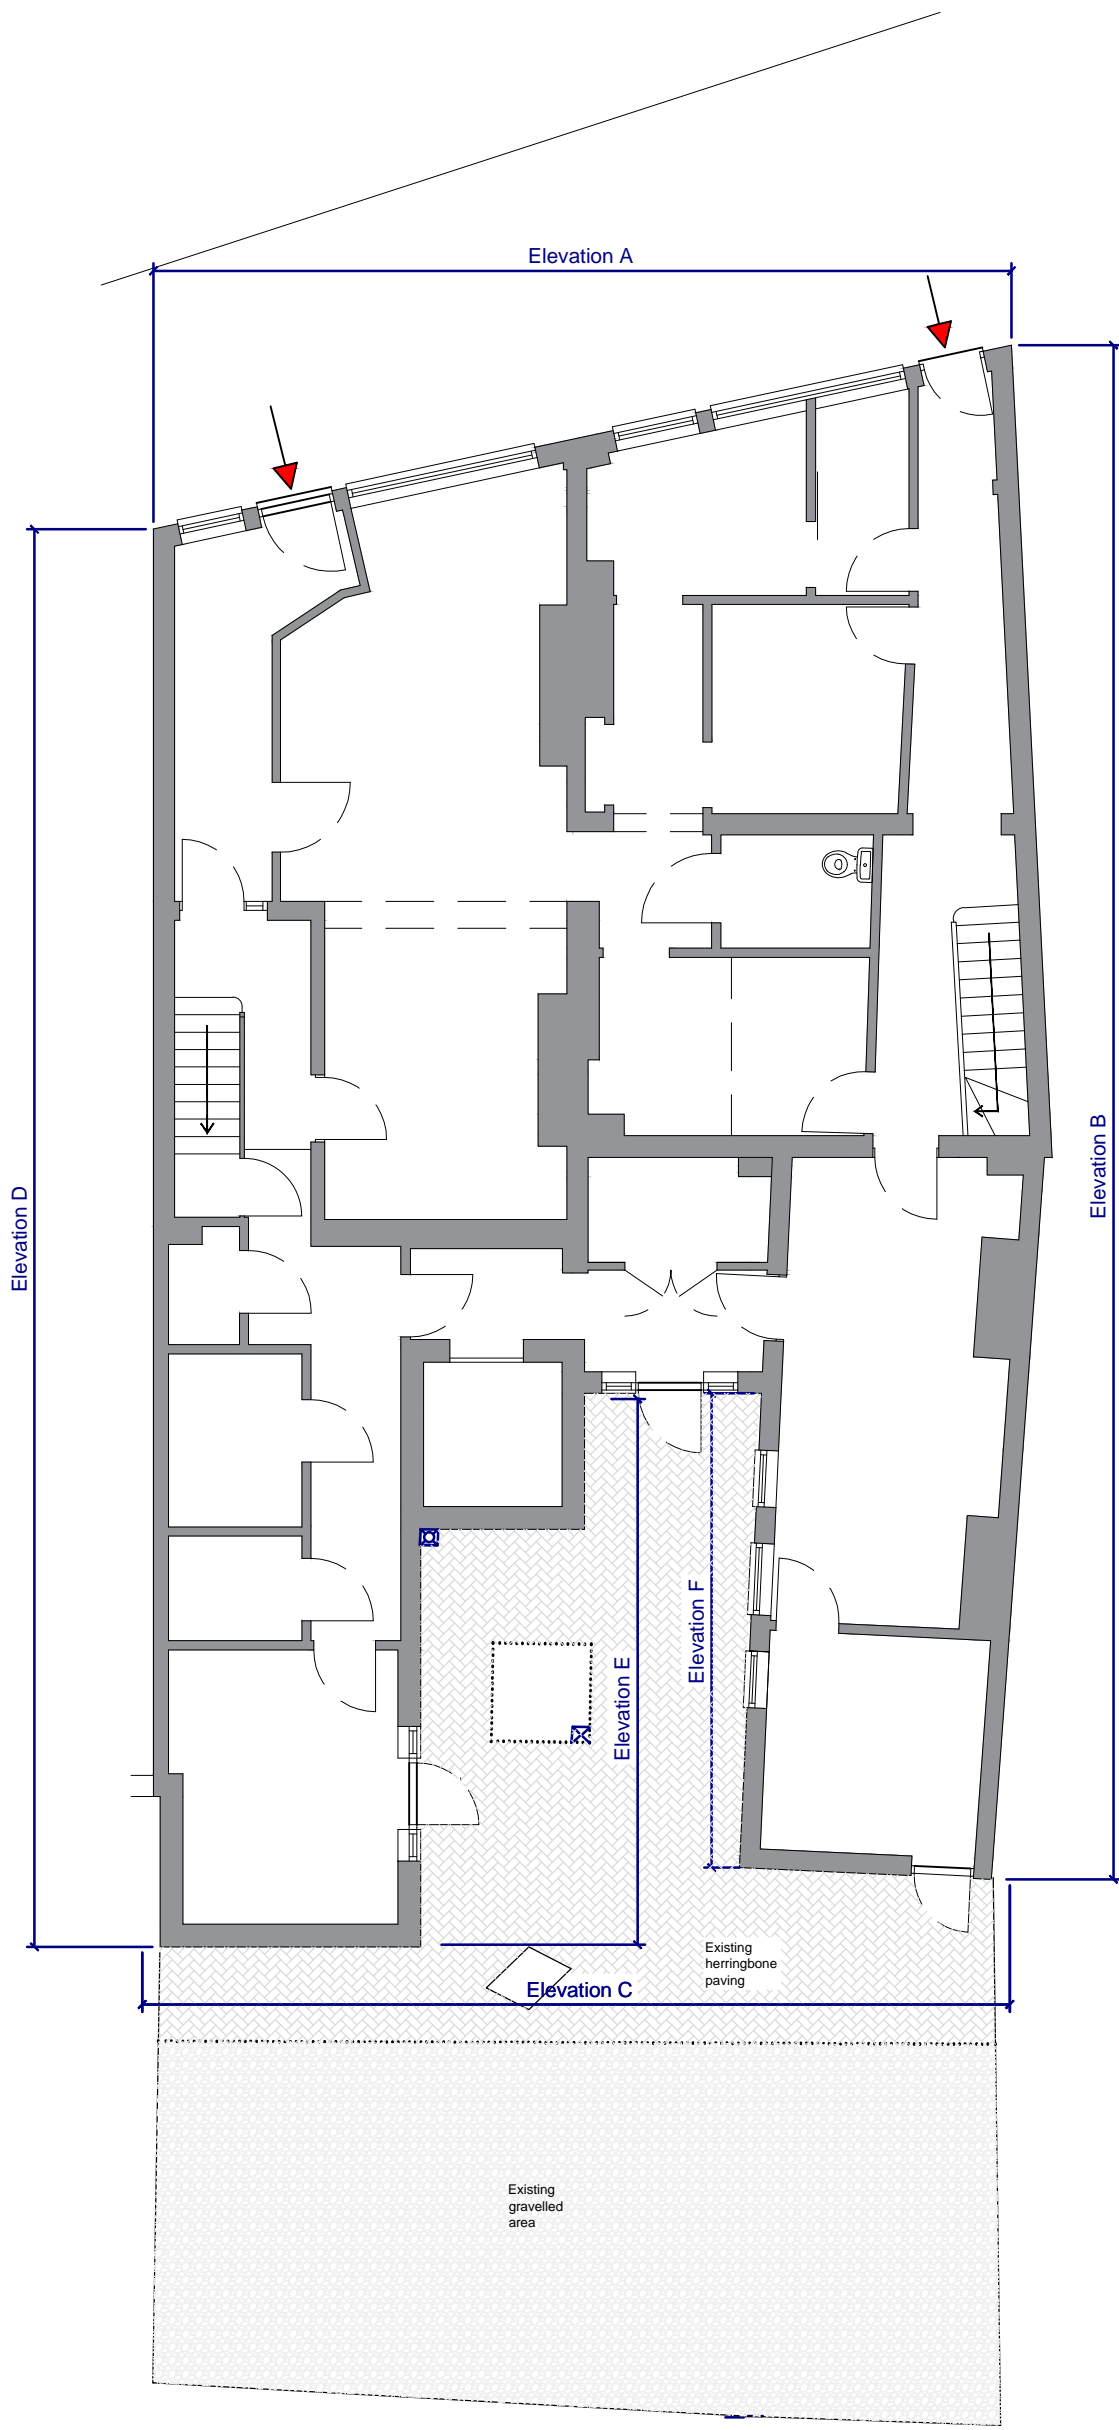 Elevation A
Elevation B
Elevation D
Elevation F
Elevation E
Existing
herringbone
paving
Elevation C
Existing
gravelled
area